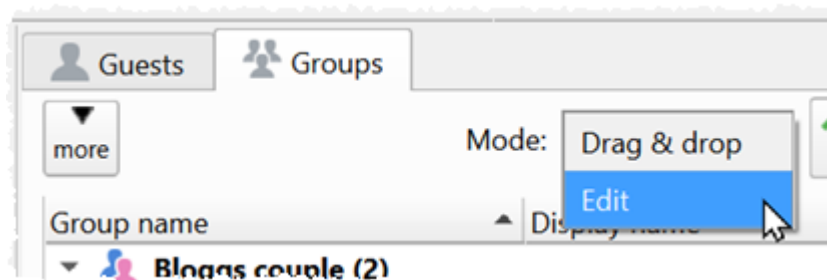 Guests Groups
more Mode: Drag & drop
Edit
Group name Display name
Bloggs couple (2)